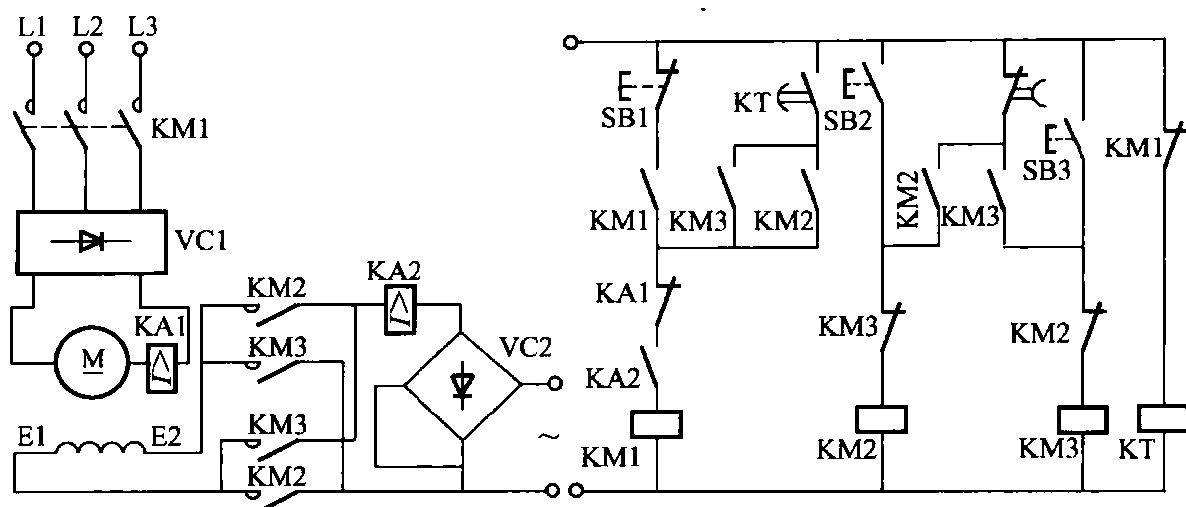 L1 L2 L3
KM1
VC1
KA1
M
KM2
KA2
KM3
VC2
E1 E2
KM3
KM2
~
SB1
KT
SB2
SB3
KM1
KM1
KM3
KM2
KM2
KM3
KA1
KM3
KM2
KA2
KM1
KM2
KM3
KT
I>
I>